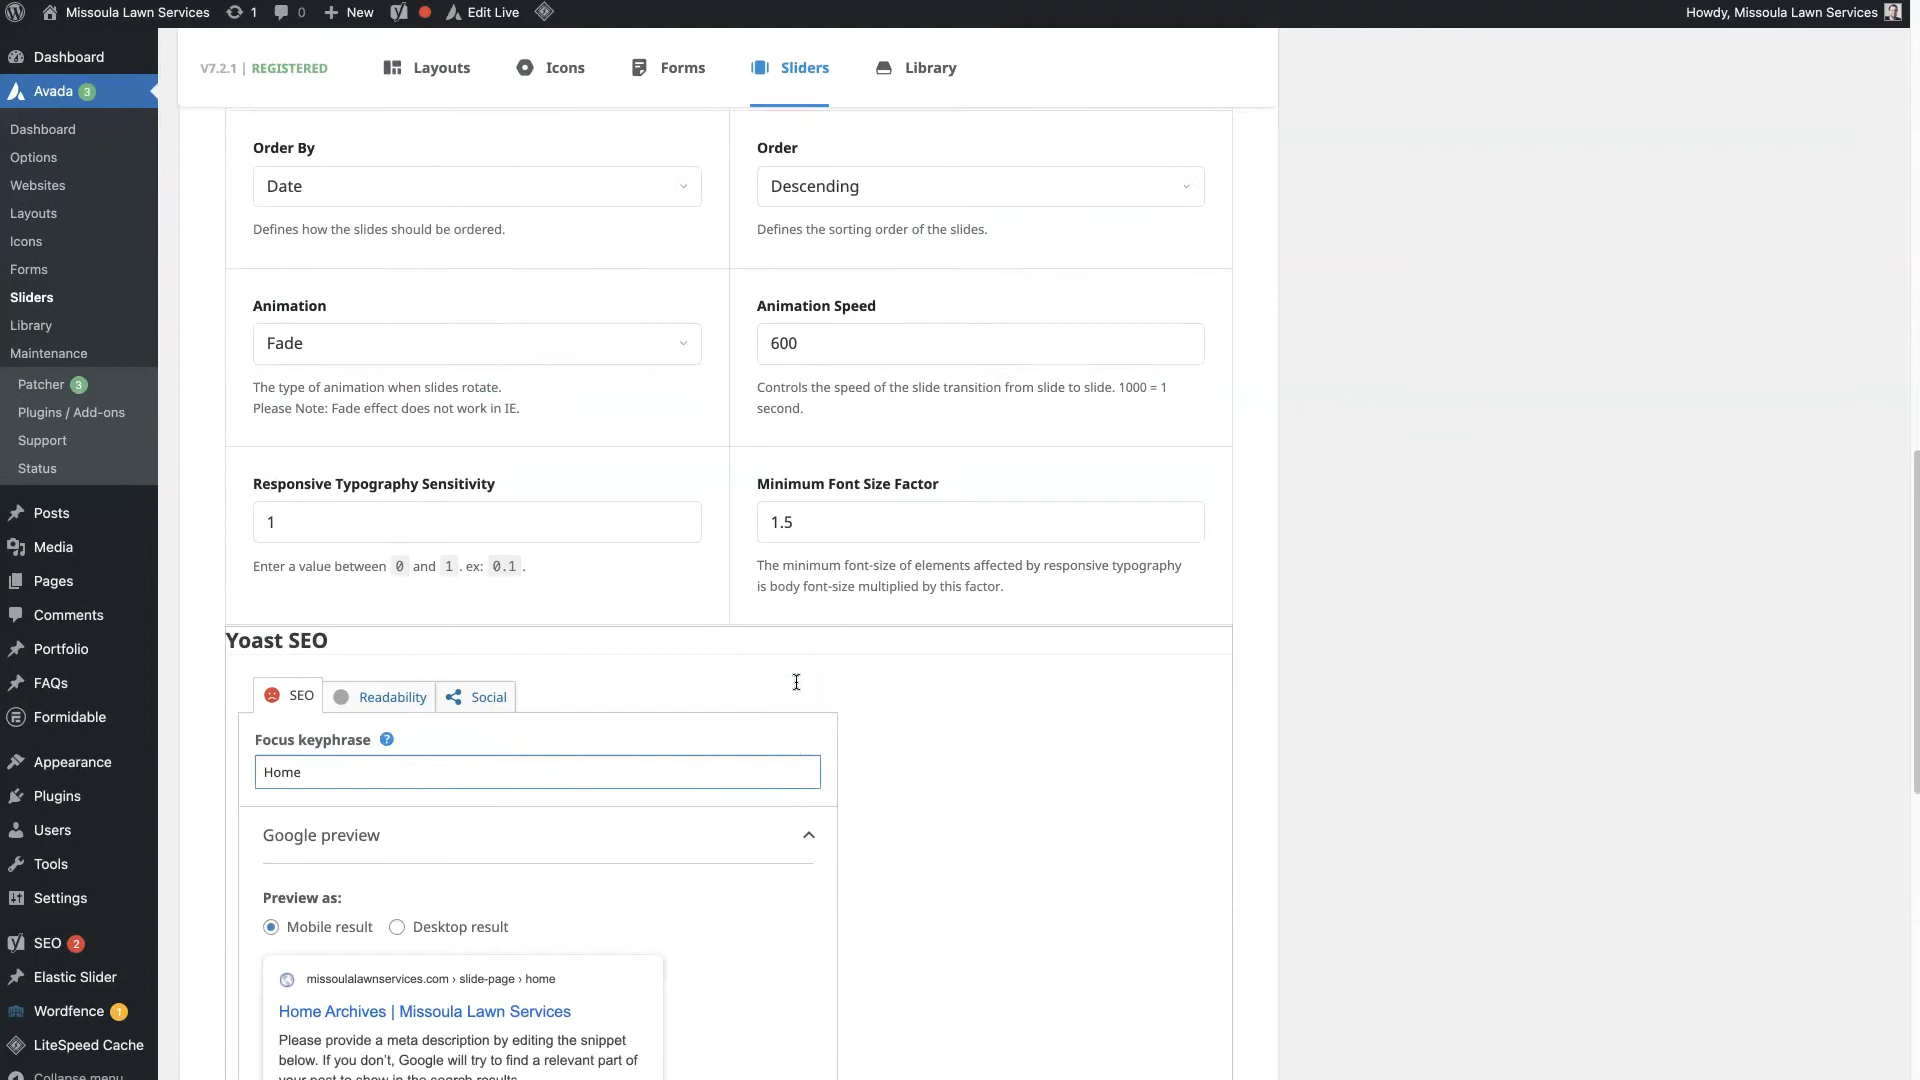 Missoula Lawn Services 1 0 New Edit Live Howdy, Missoula Lawn Services
Dashboard
Avada 3
Dashboard
Options
Websites
Layouts
Icons
Forms
Sliders
Library
Maintenance
Patcher 3
Plugins / Add-ons
Support
Status
Posts
Media
Pages
Comments
Portfolio
FAQs
Formidable
Appearance
Plugins
Users
Tools
Settings
SEO 2
Elastic Slider
Wordfence 1
LiteSpeed Cache
Collapse menu
V7.2.1 | REGISTERED Layouts Icons Forms Sliders Library
Order By
Date
Defines how the slides should be ordered.
Order
Descending
Defines the sorting order of the slides.
Animation
Fade
The type of animation when slides rotate.
Please Note: Fade effect does not work in IE.
Animation Speed
600
Controls the speed of the slide transition from slide to slide. 1000 = 1
second.
Responsive Typography Sensitivity
1
Enter a value between 0 and 1 . ex: 0.1 .
Minimum Font Size Factor
1.5
The minimum font-size of elements affected by responsive typography
is body font-size multiplied by this factor.
Yoast SEO
SEO Readability Social
Focus keyphrase ?
Home
Google preview
Preview as:
Mobile result Desktop result
missoulalawnservices.com › slide-page › home
Home Archives | Missoula Lawn Services
Please provide a meta description by editing the snippet
below. If you don't, Google will try to find a relevant part of
your post to show in the search results.